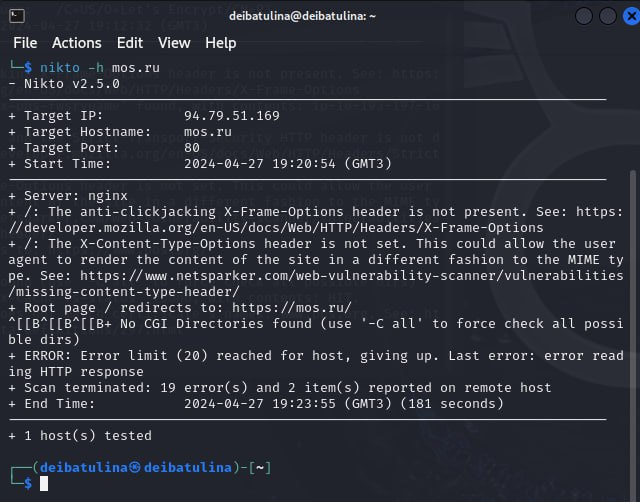 deibatulina@deibatulina: ~
File Actions Edit View Help
└─$ nikto -h mos.ru
- Nikto v2.5.0
+ Target IP: 94.79.51.169
+ Target Hostname: mos.ru
+ Target Port: 80
+ Start Time: 2024-04-27 19:20:54 (GMT3)
+ Server: nginx
+ /: The anti-clickjacking X-Frame-Options header is not present. See: https:
//developer.mozilla.org/en-US/docs/Web/HTTP/Headers/X-Frame-Options
+ /: The X-Content-Type-Options header is not set. This could allow the user
agent to render the content of the site in a different fashion to the MIME ty
pe. See: https://www.netsparker.com/web-vulnerability-scanner/vulnerabilities
/missing-content-type-header/
+ Root page / redirects to: https://mos.ru/
^[[B^[[B^[[B+ No CGI Directories found (use '-C all' to force check all possi
ble dirs)
+ ERROR: Error limit (20) reached for host, giving up. Last error: error read
ing HTTP response
+ Scan terminated: 19 error(s) and 2 item(s) reported on remote host
+ End Time: 2024-04-27 19:23:55 (GMT3) (181 seconds)
+ 1 host(s) tested
┌──(deibatulina㉿deibatulina)-[~]
└─$